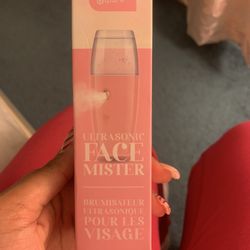 ULTRASONIC
FACE
MISTER
BRUMISATEUR
ULTRASONIQUE
POUR LES
VISAGE